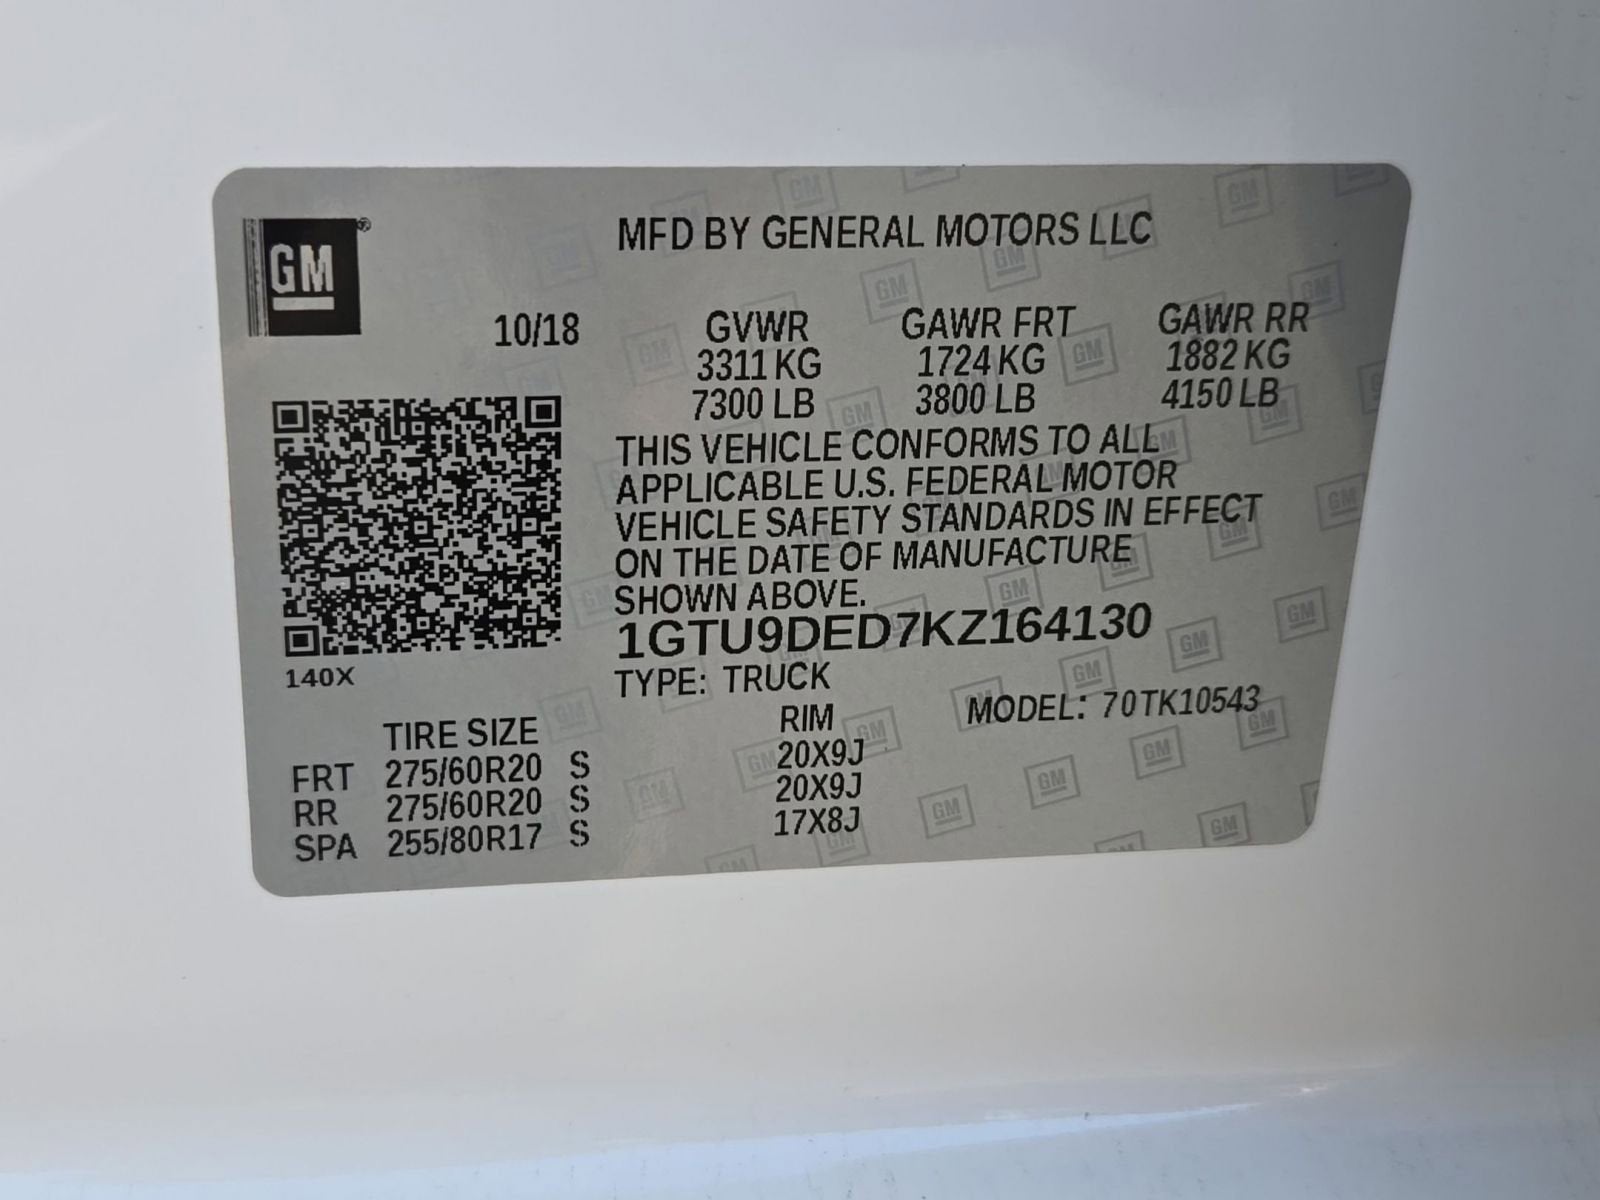 GM
MFD BY GENERAL MOTORS LLC
10/18
GVWR GAWR FRT GAWR RR
3311 KG 1724 KG 1882 KG
7300 LB 3800 LB 4150 LB
THIS VEHICLE CONFORMS TO ALL
APPLICABLE U.S. FEDERAL MOTOR
VEHICLE SAFETY STANDARDS IN EFFECT
ON THE DATE OF MANUFACTURE
SHOWN ABOVE.
1GTU9DED7KZ164130
140X
TYPE: TRUCK
MODEL: 70TK10543
TIRE SIZE RIM
FRT 275/60R20 S 20X9J
RR 275/60R20 S 20X9J
SPA 255/80R17 S 17X8J